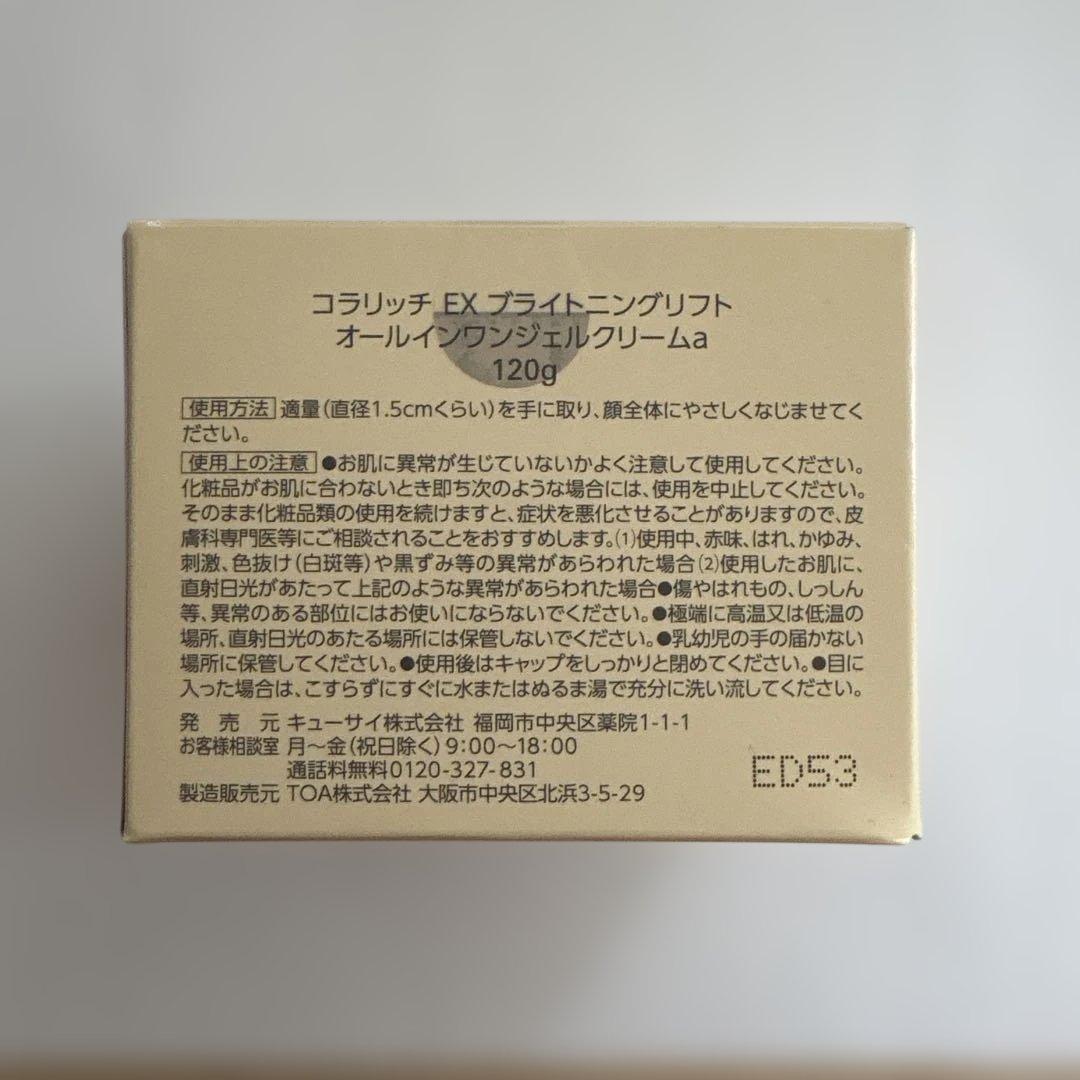 コラリッチ EX ブライトニングリフト
オールインワンジェルクリームa
120g
使用方法 適量(直径1.5cmくらい)を手に取り、顔全体にやさしくなじませてく
ださい。
使用上の注意 ●お肌に異常が生じていないかよく注意して使用してください。
化粧品がお肌に合わないとき即ち次のような場合には、使用を中止してください。
そのまま化粧品類の使用を続けますと、症状を悪化させることがありますので、皮
膚科専門医等にご相談されることをおすすめします。(1)使用中、赤味、はれ、かゆみ、
刺激、色抜け(白斑等)や黒ずみ等の異常があらわれた場合(2)使用したお肌に、
直射日光があたって上記のような異常があらわれた場合●傷やはれもの、しっしん
等、異常のある部位にはお使いにならないでください。●極端に高温又は低温の
場所、直射日光のあたる場所には保管しないでください。●乳幼児の手の届かない
場所に保管してください。●使用後はキャップをしっかりと閉めてください。●目に
入った場合は、こすらずにすぐに水またはぬるま湯で充分に洗い流してください。
発売元 キューサイ株式会社 福岡市中央区薬院1-1-1
お客様相談室 月〜金(祝日除く)9:00〜18:00
通話料無料0120-327-831
製造販売元 TOA株式会社 大阪市中央区北浜3-5-29
ED53